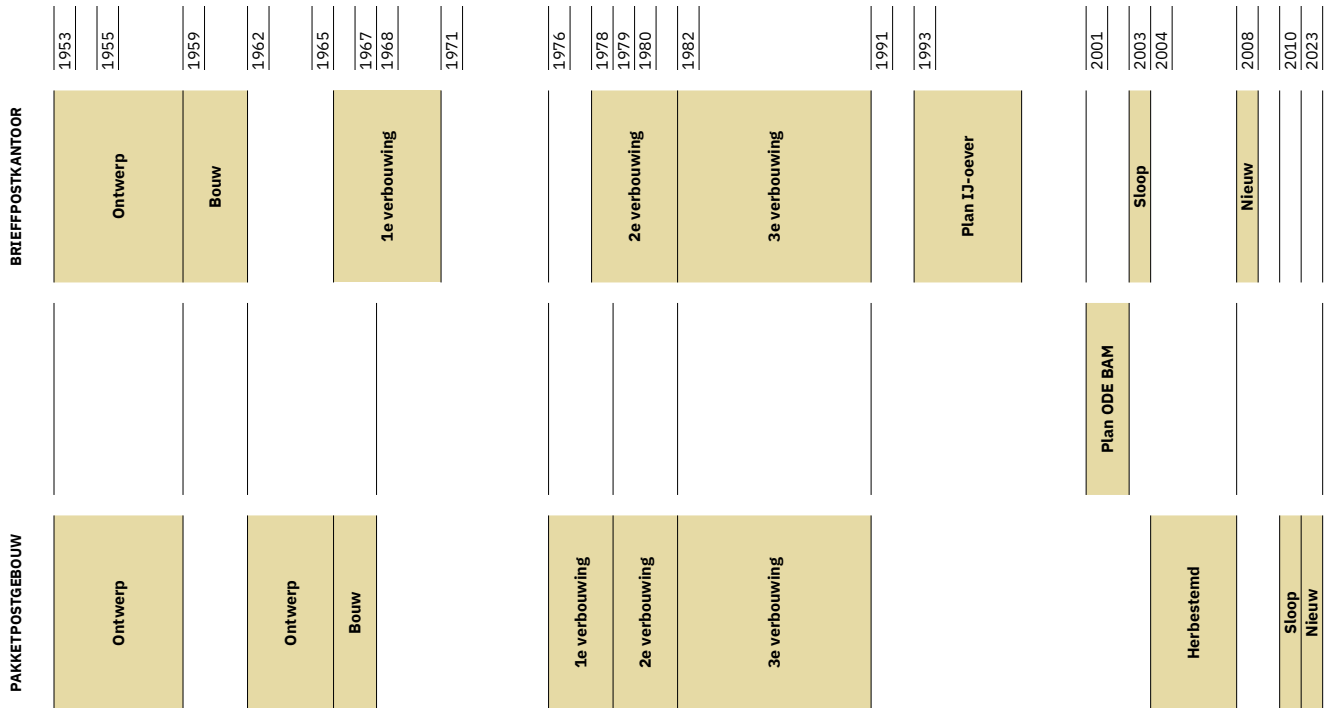 1953
1955
1959
1962
1965
1967
1968
1971
1976
1978
1979
1980
1982
1991
1993
2001
2003
2004
2008
2010
2023
BRIEFFPOSTKANTOOR
Ontwerp
Bouw
1e verbouwing
2e verbouwing
3e verbouwing
Plan IJ-oever
Sloop
Nieuw
Plan ODE BAM
PAKKETPOSTGEBOUW
Ontwerp
Ontwerp
Bouw
1e verbouwing
2e verbouwing
3e verbouwing
Herbestemd
Sloop
Nieuw